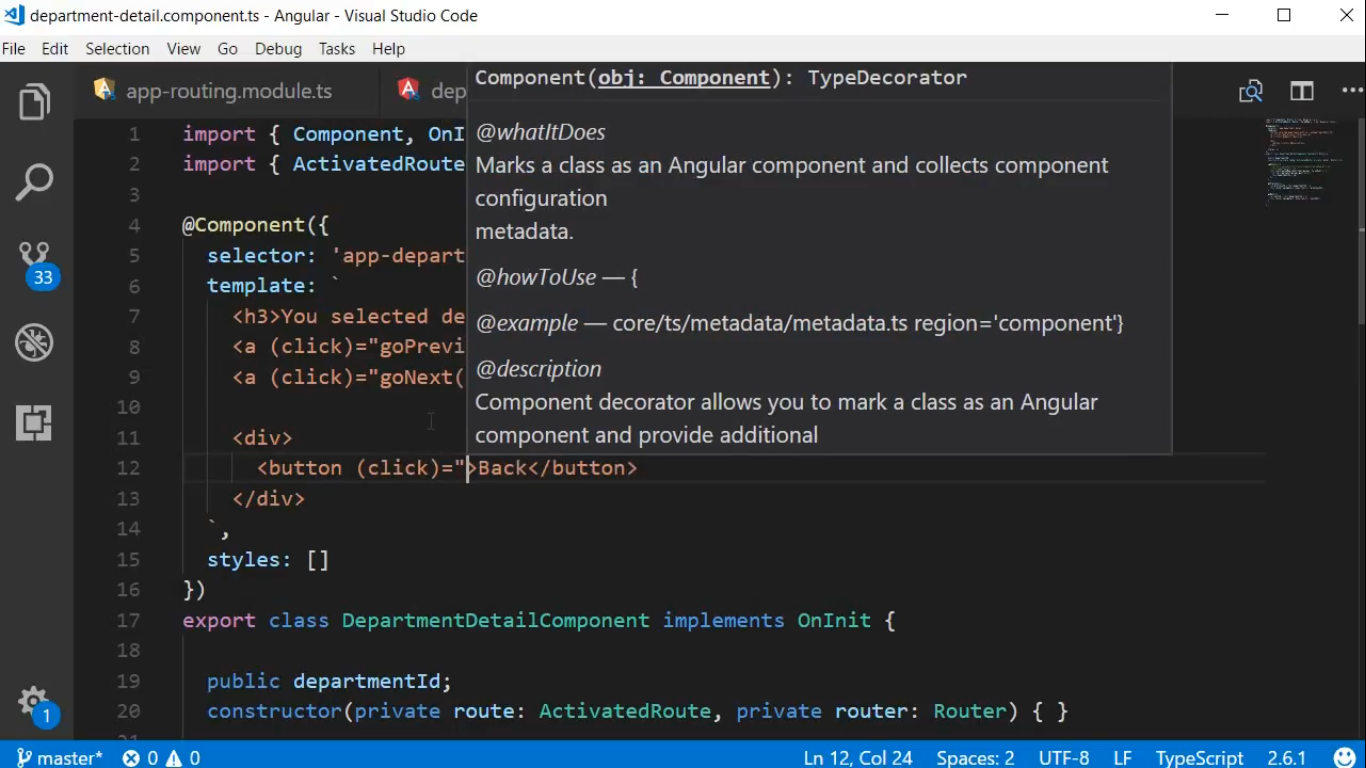 department-detail.component.ts - Angular - Visual Studio Code
File Edit Selection View Go Debug Tasks Help
app-routing.module.ts dep
Component(obj: Component): TypeDecorator
@whatItDoes
Marks a class as an Angular component and collects component
configuration
metadata.
@howToUse — {
@example — core/ts/metadata/metadata.ts region='component'}
@description
Component decorator allows you to mark a class as an Angular
component and provide additional
1 import { Component, OnI
2 import { ActivatedRoute
3
4 @Component({
5 selector: 'app-depart
6 template: `
7 <h3>You selected de
8 <a (click)="goPrevi
9 <a (click)="goNext(
10
11 <div>
12 <button (click)=">Back</button>
13 </div>
14 `,
15 styles: []
16 })
17 export class DepartmentDetailComponent implements OnInit {
18
19 public departmentId;
20 constructor(private route: ActivatedRoute, private router: Router) { }
21
33
1
master* 0 0 Ln 12, Col 24 Spaces: 2 UTF-8 LF TypeScript 2.6.1